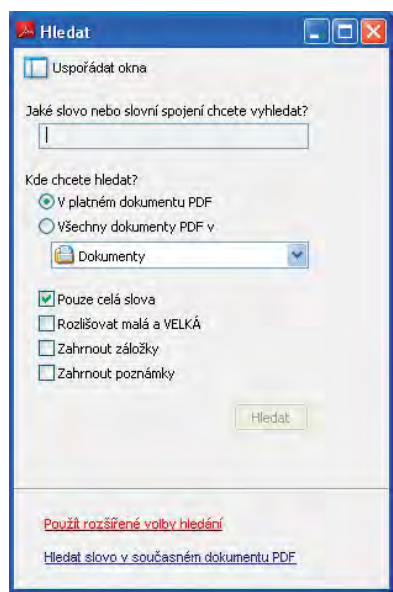 Hledat
Uspořádat okna
Jaké slovo nebo slovní spojení chcete vyhledat?
Kde chcete hledat?
V platném dokumentu PDF
Všechny dokumenty PDF v
Dokumenty
Pouze celá slova
Rozlišovat malá a VELKÁ
Zahrnout záložky
Zahrnout poznámky
Hledat
Použít rozšířené volby hledání
Hledat slovo v současném dokumentu PDF